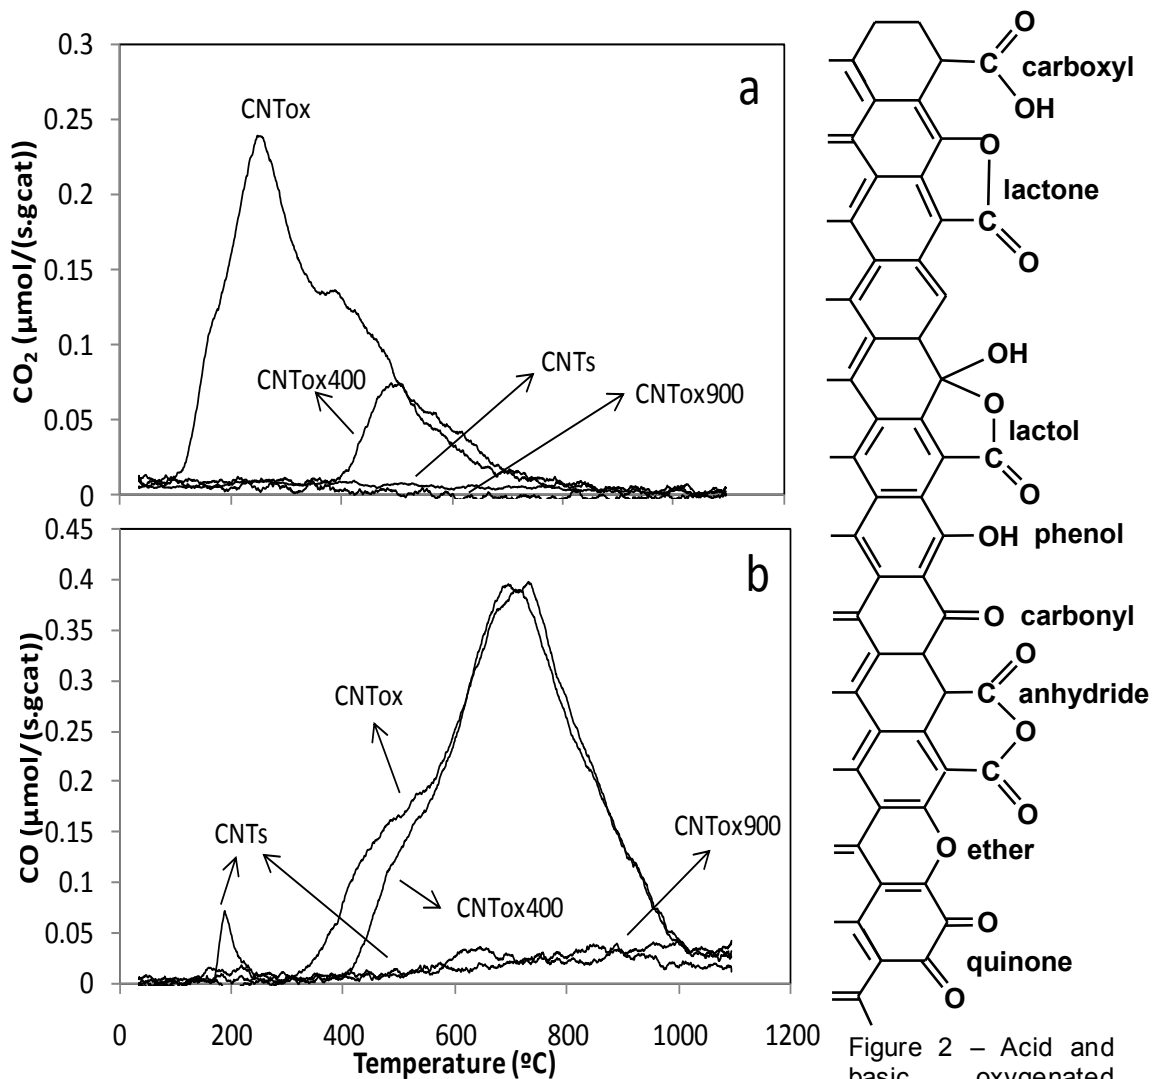 0.3
0.25
0.2
0.15
0.1
0.05
0
CO₂ (µmol/(s.gcat))
a
CNTox
CNTox400
CNTs
CNTox900
0.45
0.4
0.35
0.3
0.25
0.2
0.15
0.1
0.05
0
CO (µmol/(s.gcat))
b
CNTox
CNTs
CNTox900
CNTox400
0 200 400 600 800 1000 1200
Temperature (ºC)
O
C carboxyl
OH
O
lactone
C
O
OH
O
lactol
C
O
OH phenol
O carbonyl
O
C anhydride
O
C
O
O ether
O
quinone
O
Figure 2 – Acid and
basic oxygenated